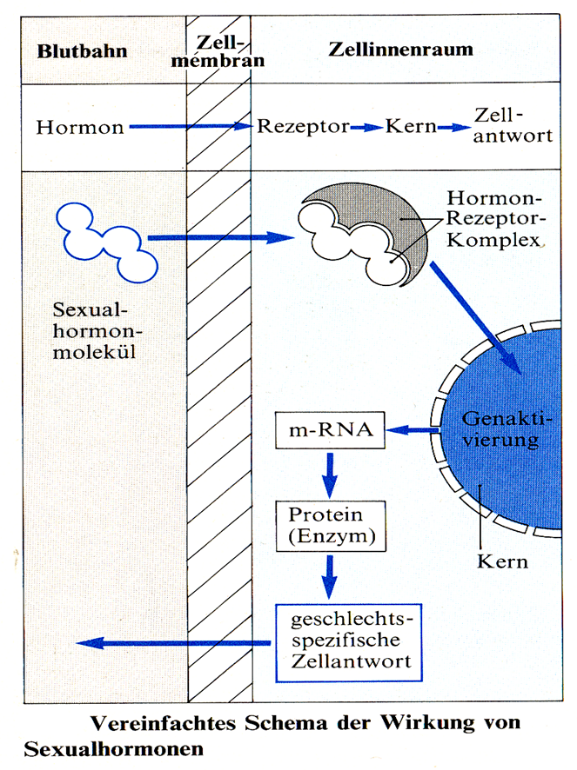 Blutbahn
Zell-
membran
Zellinnenraum
Hormon
Rezeptor
Kern
Zell-
antwort
Hormon-
Rezeptor-
Komplex
Sexual-
hormon-
molekül
Genakti-
vierung
m-RNA
Protein
(Enzym)
Kern
geschlechts-
spezifische
Zellantwort
Vereinfachtes Schema der Wirkung von
Sexualhormonen